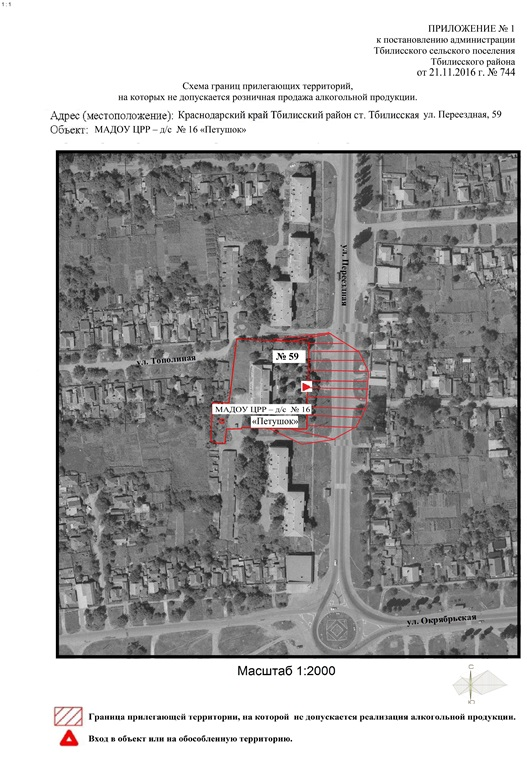 1:1
ПРИЛОЖЕНИЕ № 1
к постановлению администрации
Тбилисского сельского поселения
Тбилисского района
от 21.11.2016 г. № 744
Схема границ прилегающих территорий,
на которых не допускается розничная продажа алкогольной продукции.
Адрес (местоположение): Краснодарский край Тбилисский район ст. Тбилисская ул. Переездная, 59
Объект: МАДОУ ЦРР – д/с № 16 «Петушок»
ул. Переездная
№ 59
ул. Тополиная
МАДОУ ЦРР – д/с № 16
«Петушок»
ул. Окрябрьская
Масштаб 1:2000
С
Ю
Граница прилегающей территории, на которой не допускается реализация алкогольной продукции.
Вход в объект или на обособленную территорию.